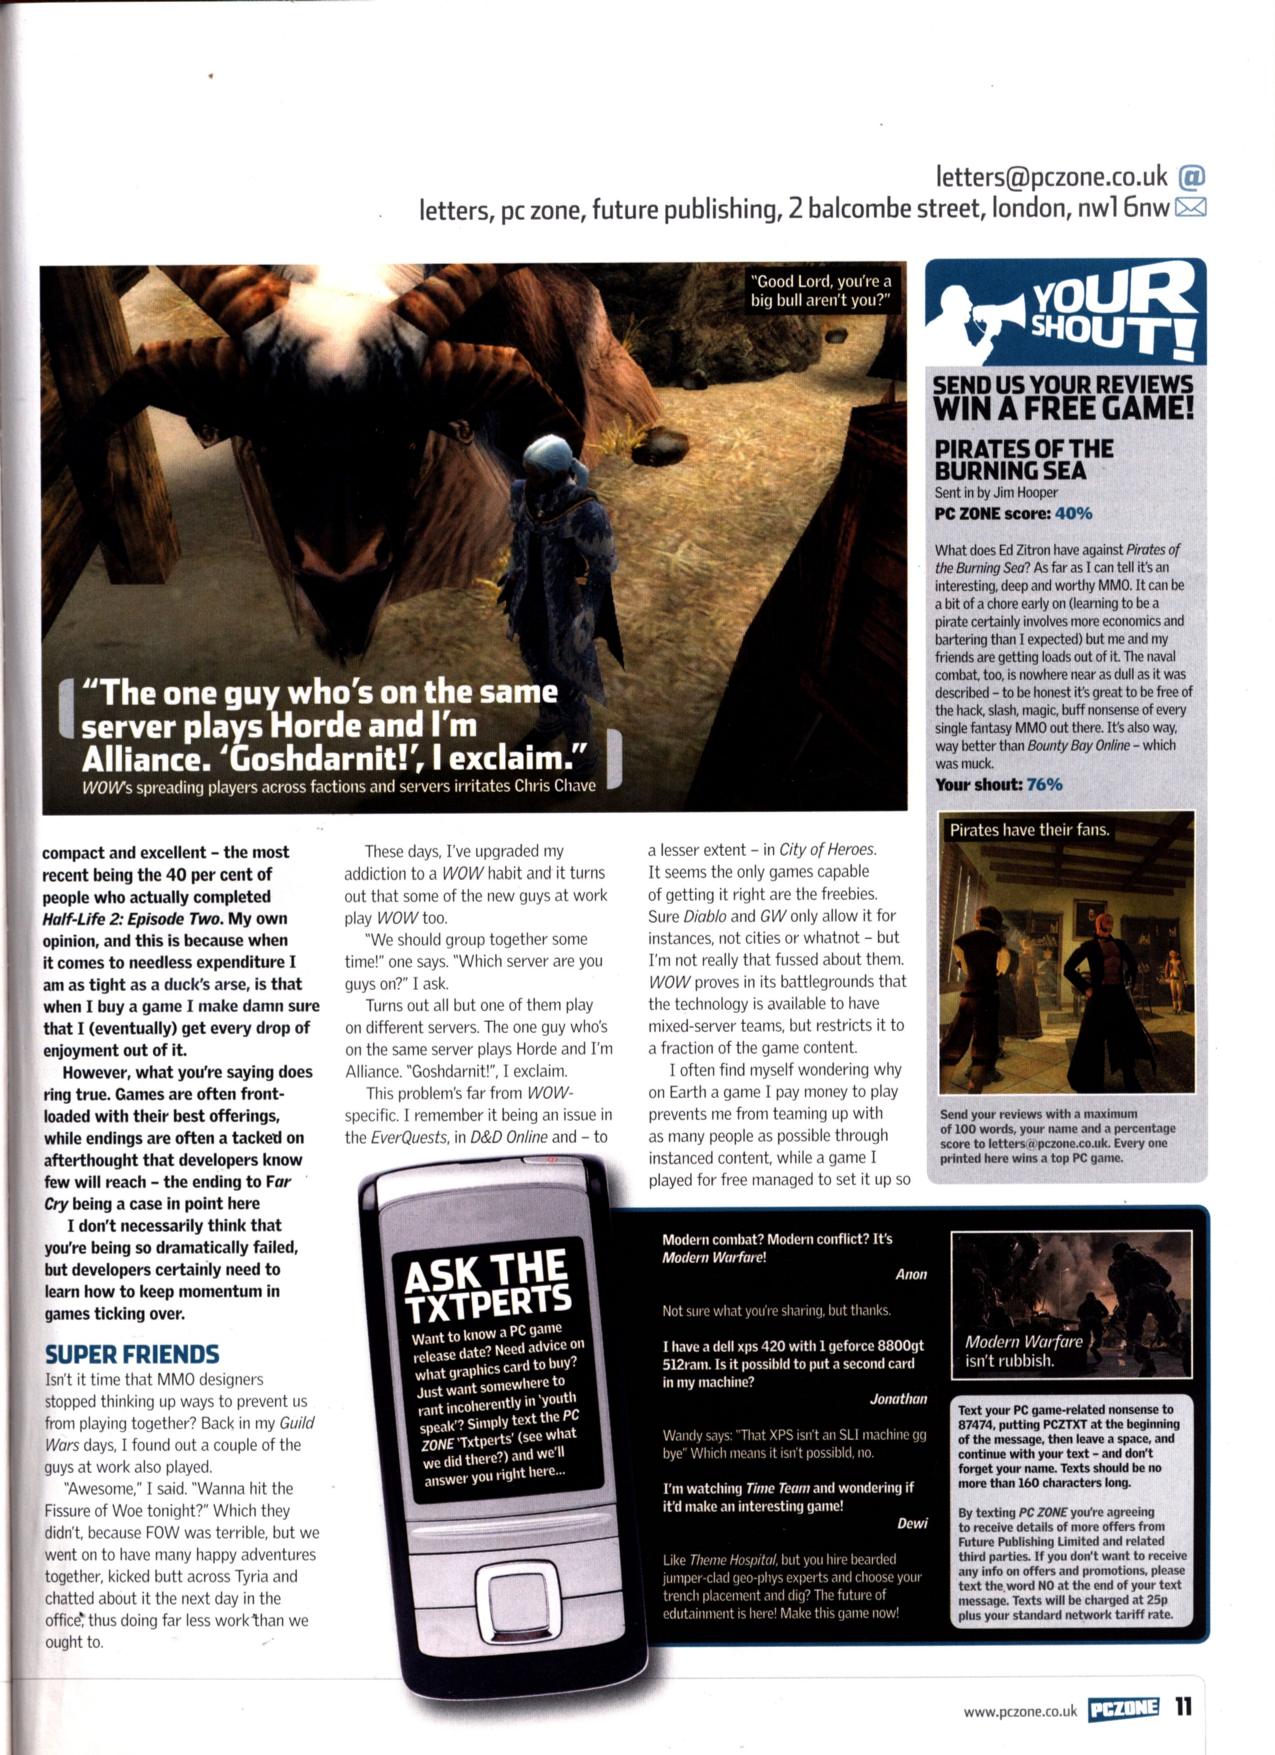 letters@pczone.co.uk @
letters, pc zone, future publishing, 2 balcombe street, london, nw1 6nw
"Good Lord, you're a
big bull aren't you?"
"The one guy who's on the same
server plays Horde and I'm
Alliance. 'Goshdarnit!', I exclaim."
WOW's spreading players across factions and servers irritates Chris Chave
compact and excellent – the most
recent being the 40 per cent of
people who actually completed
Half-Life 2: Episode Two. My own
opinion, and this is because when
it comes to needless expenditure I
am as tight as a duck's arse, is that
when I buy a game I make damn sure
that I (eventually) get every drop of
enjoyment out of it.
However, what you're saying does
ring true. Games are often front-
loaded with their best offerings,
while endings are often a tacked on
afterthought that developers know
few will reach – the ending to Far
Cry being a case in point here
I don't necessarily think that
you're being so dramatically failed,
but developers certainly need to
learn how to keep momentum in
games ticking over.
SUPER FRIENDS
Isn't it time that MMO designers
stopped thinking up ways to prevent us
from playing together? Back in my Guild
Wars days, I found out a couple of the
guys at work also played.
"Awesome," I said. "Wanna hit the
Fissure of Woe tonight?" Which they
didn't, because FOW was terrible, but we
went on to have many happy adventures
together, kicked butt across Tyria and
chatted about it the next day in the
office, thus doing far less work than we
ought to.
These days, I've upgraded my
addiction to a WOW habit and it turns
out that some of the new guys at work
play WOW too.
"We should group together some
time!" one says. "Which server are you
guys on?" I ask.
Turns out all but one of them play
on different servers. The one guy who's
on the same server plays Horde and I'm
Alliance. "Goshdarnit!", I exclaim.
This problem's far from WOW-
specific. I remember it being an issue in
the EverQuests, in D&D Online and – to
a lesser extent – in City of Heroes.
It seems the only games capable
of getting it right are the freebies.
Sure Diablo and GW only allow it for
instances, not cities or whatnot – but
I'm not really that fussed about them.
WOW proves in its battlegrounds that
the technology is available to have
mixed-server teams, but restricts it to
a fraction of the game content.
I often find myself wondering why
on Earth a game I pay money to play
prevents me from teaming up with
as many people as possible through
instanced content, while a game I
played for free managed to set it up so
YOUR
SHOUT!
SEND US YOUR REVIEWS
WIN A FREE GAME!
PIRATES OF THE
BURNING SEA
Sent in by Jim Hooper
PC ZONE score: 40%
What does Ed Zitron have against Pirates of
the Burning Sea? As far as I can tell it's an
interesting, deep and worthy MMO. It can be
a bit of a chore early on (learning to be a
pirate certainly involves more economics and
bartering than I expected) but me and my
friends are getting loads out of it. The naval
combat, too, is nowhere near as dull as it was
described – to be honest it's great to be free of
the hack, slash, magic, buff nonsense of every
single fantasy MMO out there. It's also way,
way better than Bounty Bay Online – which
was muck.
Your shout: 76%
Pirates have their fans.
Send your reviews with a maximum
of 100 words, your name and a percentage
score to letters@pczone.co.uk. Every one
printed here wins a top PC game.
ASK THE
TXTPERTS
Want to know a PC game
release date? Need advice on
what graphics card to buy?
Just want somewhere to
rant incoherently in 'youth
speak'? Simply text the PC
ZONE 'Txtperts' (see what
we did there?) and we'll
answer you right here...
Modern combat? Modern conflict? It's
Modern Warfare!
Anon
Not sure what you're sharing, but thanks.
I have a dell xps 420 with 1 geforce 8800gt
512ram. Is it possibld to put a second card
in my machine?
Jonathan
Wandy says: "That XPS isn't an SLI machine gg
bye" Which means it isn't possibld, no.
I'm watching Time Team and wondering if
it'd make an interesting game!
Dewi
Like Theme Hospital, but you hire bearded
jumper-clad geo-phys experts and choose your
trench placement and dig? The future of
edutainment is here! Make this game now!
Modern Warfare
isn't rubbish.
Text your PC game-related nonsense to
87474, putting PCZTXT at the beginning
of the message, then leave a space, and
continue with your text – and don't
forget your name. Texts should be no
more than 160 characters long.
By texting PC ZONE you're agreeing
to receive details of more offers from
Future Publishing Limited and related
third parties. If you don't want to receive
any info on offers and promotions, please
text the word NO at the end of your text
message. Texts will be charged at 25p
plus your standard network tariff rate.
www.pczone.co.uk PCZONE 11